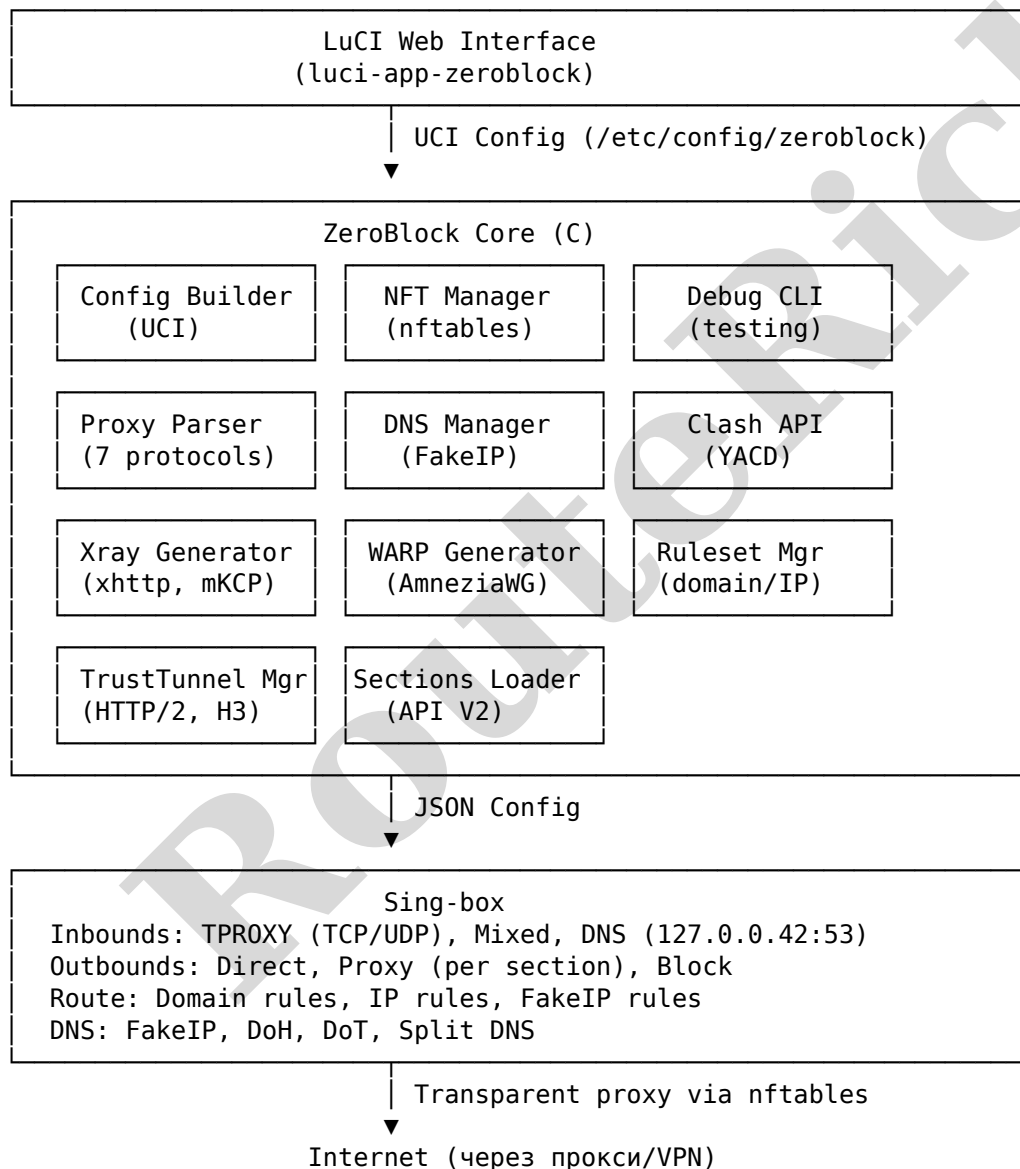 LuCI Web Interface
(luci-app-zeroblock)
UCI Config (/etc/config/zeroblock)
ZeroBlock Core (C)
Config Builder NFT Manager Debug CLI
(UCI) (nftables) (testing)
Proxy Parser DNS Manager Clash API
(7 protocols) (FakeIP) (YACD)
Xray Generator WARP Generator Ruleset Mgr
(xhttp, mKCP) (AmneziaWG) (domain/IP)
TrustTunnel Mgr Sections Loader
(HTTP/2, H3) (API V2)
JSON Config
Sing-box
Inbounds: TPROXY (TCP/UDP), Mixed, DNS (127.0.0.42:53)
Outbounds: Direct, Proxy (per section), Block
Route: Domain rules, IP rules, FakeIP rules
DNS: FakeIP, DoH, DoT, Split DNS
Transparent proxy via nftables
Internet (через прокси/VPN)